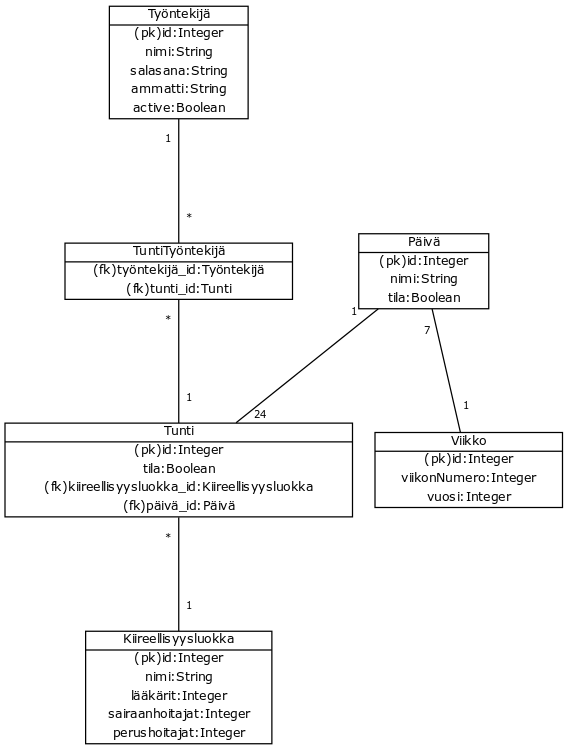 Työntekijä
(pk)id:Integer
nimi:String
salasana:String
ammatti:String
active:Boolean
1
*
TuntiTyöntekijä
(fk)työntekijä_id:Työntekijä
(fk)tunti_id:Tunti
*
1
Päivä
(pk)id:Integer
nimi:String
tila:Boolean
1
7
24
1
Tunti
(pk)id:Integer
tila:Boolean
(fk)kiireellisyysluokka_id:Kiireellisyysluokka
(fk)päivä_id:Päivä
Viikko
(pk)id:Integer
viikonNumero:Integer
vuosi:Integer
*
1
Kiireellisyysluokka
(pk)id:Integer
nimi:String
lääkärit:Integer
sairaanhoitajat:Integer
perushoitajat:Integer